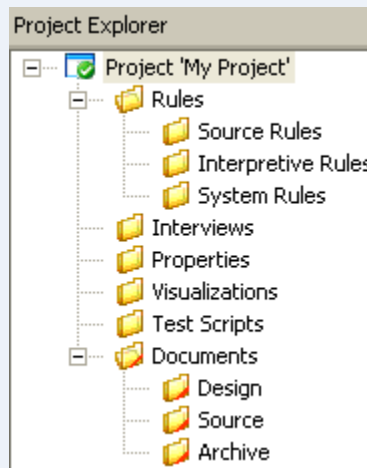 Project Explorer
Project 'My Project'
Rules
Source Rules
Interpretive Rules
System Rules
Interviews
Properties
Visualizations
Test Scripts
Documents
Design
Source
Archive